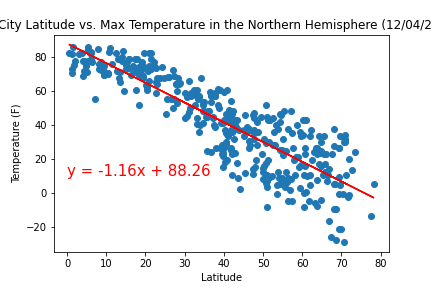 City Latitude vs. Max Temperature in the Northern Hemisphere (12/04/2
Temperature (F)
80
60
40
20
0
−20
y = -1.16x + 88.26
0 10 20 30 40 50 60 70 80
Latitude